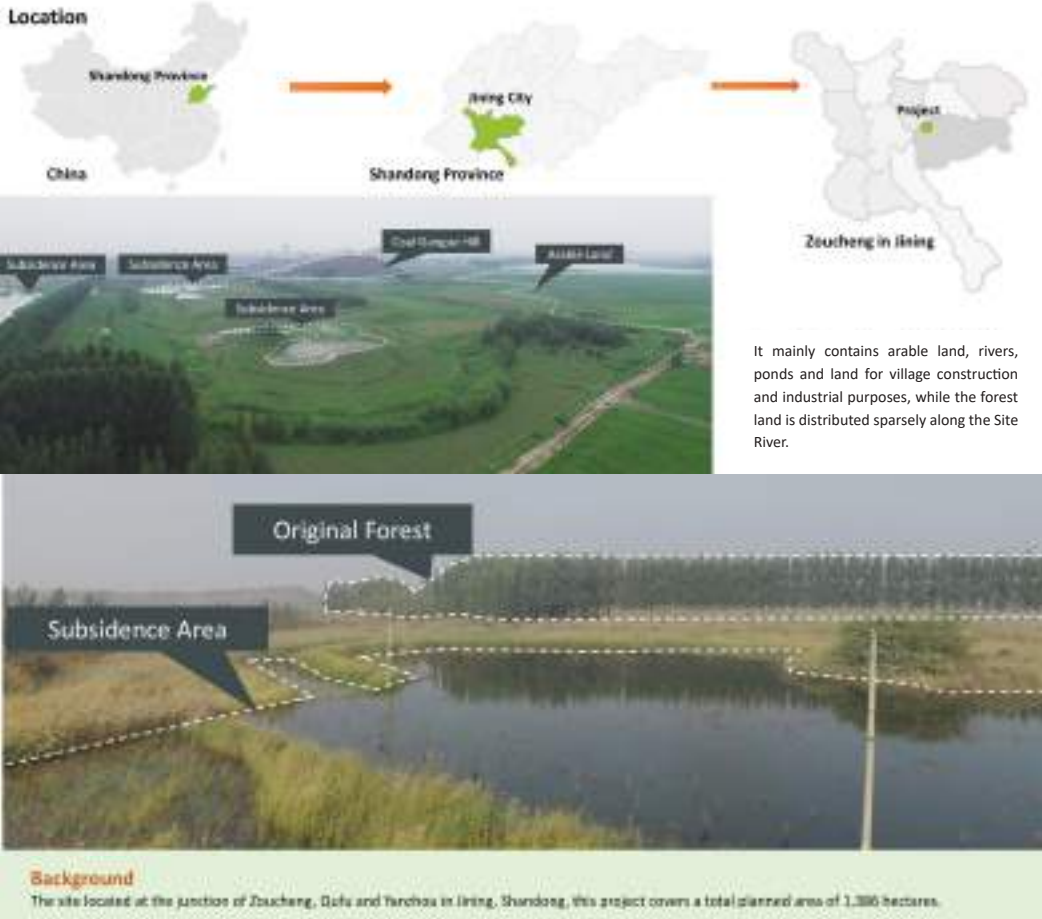 Location
Shandong Province
China
Jining City
Shandong Province
Project
Zoucheng in Jining
Subsidence Area
Subsidence Area
Subsidence Area
Coal Gangue Hill
Arable Land
It mainly contains arable land, rivers,
ponds and land for village construction
and industrial purposes, while the forest
land is distributed sparsely along the Site
River.
Original Forest
Subsidence Area
Background
The site located at the junction of Zoucheng, Qufu and Yanzhou in Jining, Shandong, this project covers a total planned area of 1,386 hectares.